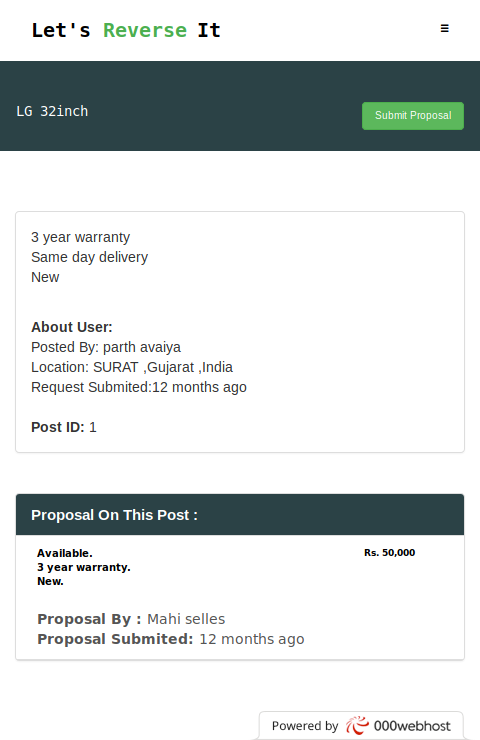 Let's Reverse It
≡
LG 32inch
Submit Proposal
3 year warranty
Same day delivery
New
About User:
Posted By: parth avaiya
Location: SURAT ,Gujarat ,India
Request Submited:12 months ago
Post ID: 1
Proposal On This Post :
Available.
Rs. 50,000
3 year warranty.
New.
Proposal By : Mahi selles
Proposal Submited: 12 months ago
Powered by 000webhost